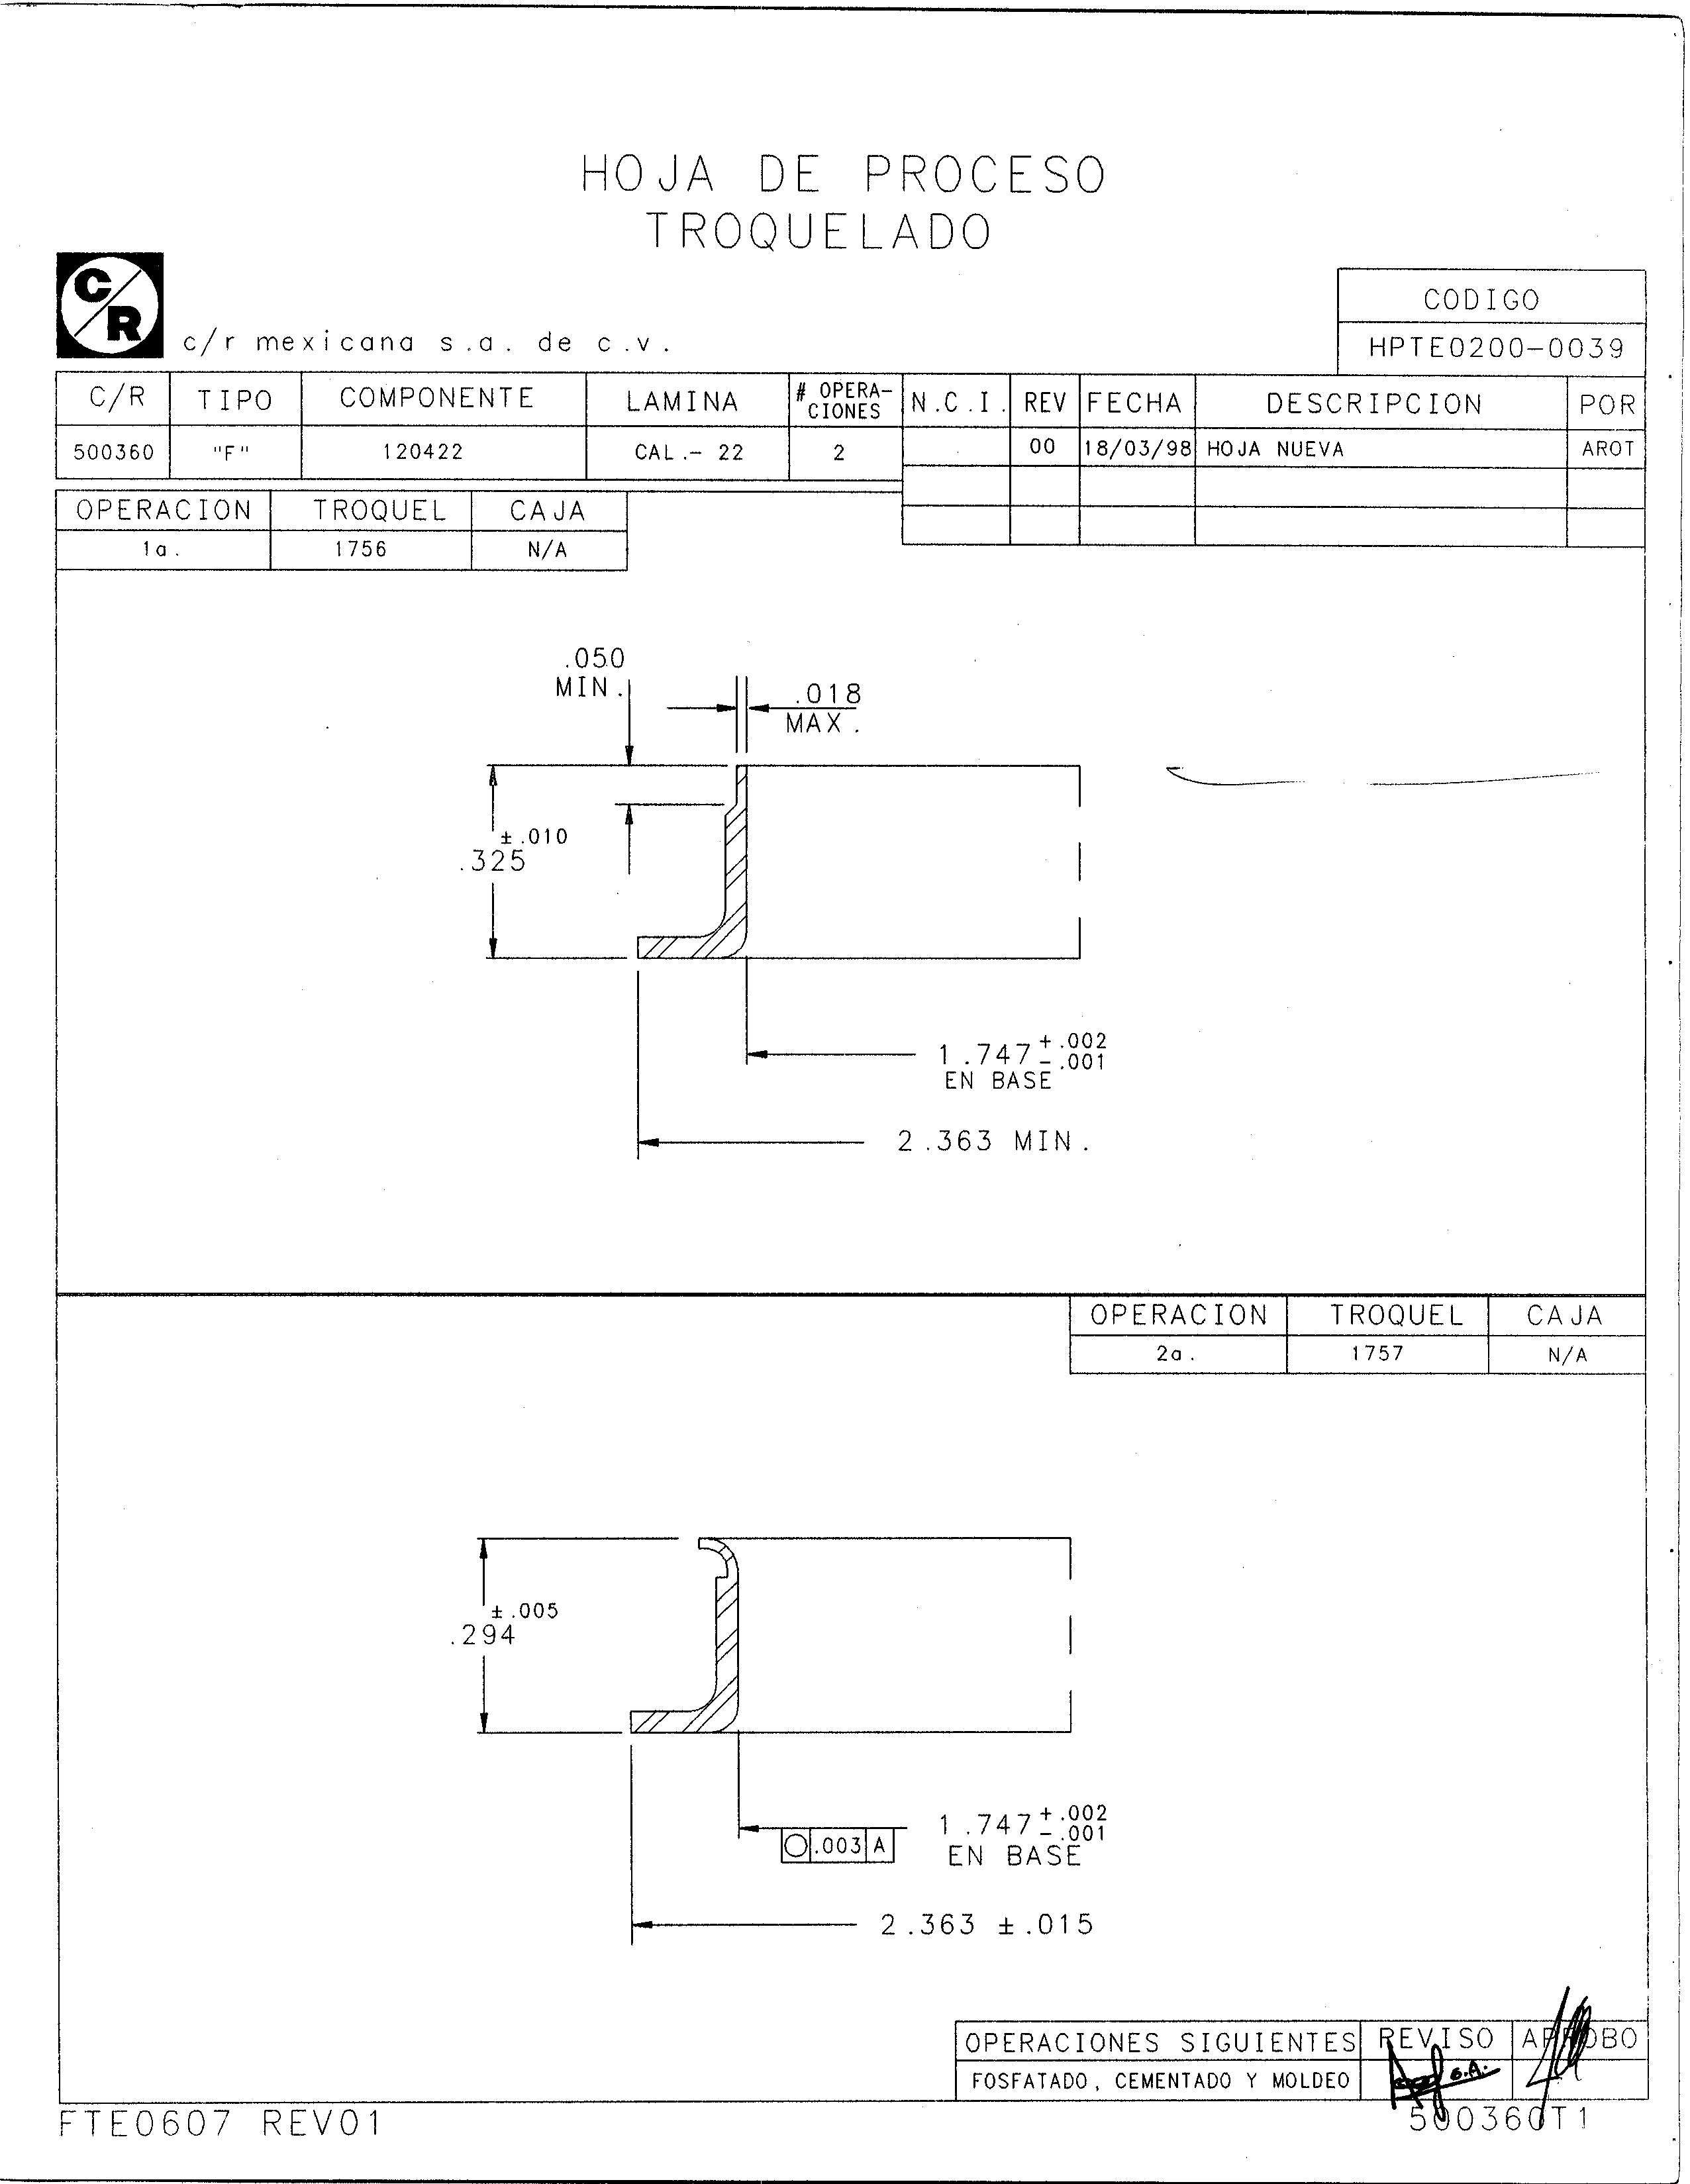 HOJA DE PROCESO
TROQUELADO
C/R
c/r mexicana s.a. de c.v.
CODIGO
HPTE0200-0039
C/R TIPO COMPONENTE LAMINA # OPERA-CIONES N.C.I. REV FECHA DESCRIPCION POR
500360 "F" 120422 CAL.- 22 2 00 18/03/98 HOJA NUEVA AROT
OPERACION TROQUEL CAJA
1a. 1756 N/A
.050
MIN.
.018
MAX.
±.010
.325
1.747 +.002 -.001
EN BASE
2.363 MIN.
OPERACION TROQUEL CAJA
2a. 1757 N/A
±.005
.294
1.747 +.002 -.001
○ .003 A
EN BASE
2.363 ±.015
OPERACIONES SIGUIENTES REVISO APROBO
FOSFATADO, CEMENTADO Y MOLDEO
FTE0607 REV01
500360T1